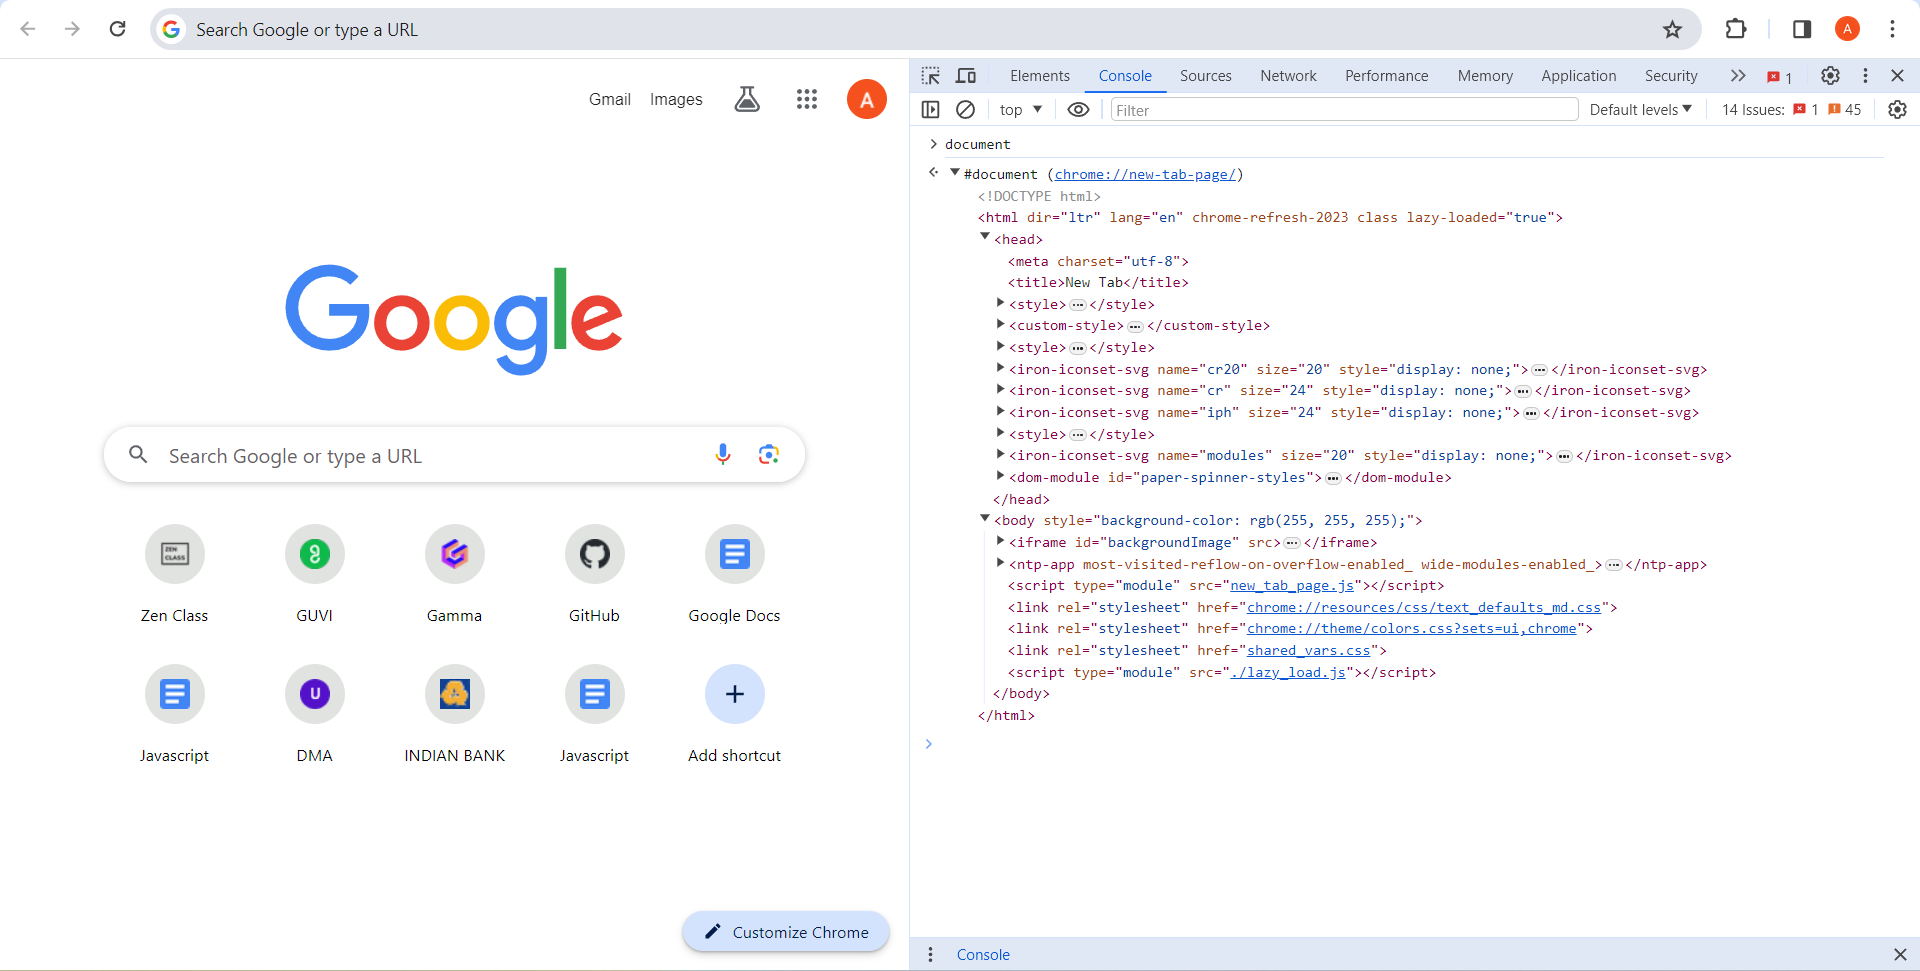 Search Google or type a URL
A
Gmail Images
A
Google
Search Google or type a URL
ZEN CLASS
Zen Class GUVI Gamma GitHub Google Docs
U
Javascript DMA INDIAN BANK Javascript Add shortcut
Customize Chrome
Elements Console Sources Network Performance Memory Application Security 1
top Filter Default levels 14 Issues: 1 45
document
#document (chrome://new-tab-page/)
<!DOCTYPE html>
<html dir="ltr" lang="en" chrome-refresh-2023 class lazy-loaded="true">
<head>
<meta charset="utf-8">
<title>New Tab</title>
<style>…</style>
<custom-style>…</custom-style>
<style>…</style>
<iron-iconset-svg name="cr20" size="20" style="display: none;">…</iron-iconset-svg>
<iron-iconset-svg name="cr" size="24" style="display: none;">…</iron-iconset-svg>
<iron-iconset-svg name="iph" size="24" style="display: none;">…</iron-iconset-svg>
<style>…</style>
<iron-iconset-svg name="modules" size="20" style="display: none;">…</iron-iconset-svg>
<dom-module id="paper-spinner-styles">…</dom-module>
</head>
<body style="background-color: rgb(255, 255, 255);">
<iframe id="backgroundImage" src>…</iframe>
<ntp-app most-visited-reflow-on-overflow-enabled_ wide-modules-enabled_>…</ntp-app>
<script type="module" src="new_tab_page.js"></script>
<link rel="stylesheet" href="chrome://resources/css/text_defaults_md.css">
<link rel="stylesheet" href="chrome://theme/colors.css?sets=ui,chrome">
<link rel="stylesheet" href="shared_vars.css">
<script type="module" src="./lazy_load.js"></script>
</body>
</html>
Console